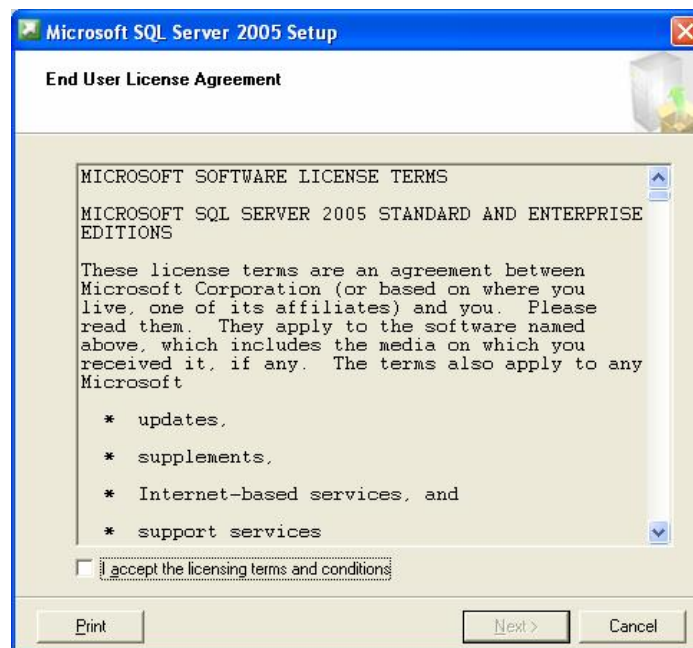 Microsoft SQL Server 2005 Setup
End User License Agreement
MICROSOFT SOFTWARE LICENSE TERMS
MICROSOFT SQL SERVER 2005 STANDARD AND ENTERPRISE
EDITIONS
These license terms are an agreement between
Microsoft Corporation (or based on where you
live, one of its affiliates) and you.  Please
read them.  They apply to the software named
above, which includes the media on which you
received it, if any.  The terms also apply to any
Microsoft
* updates,
* supplements,
* Internet-based services, and
* support services
I accept the licensing terms and conditions
Print
Next >
Cancel